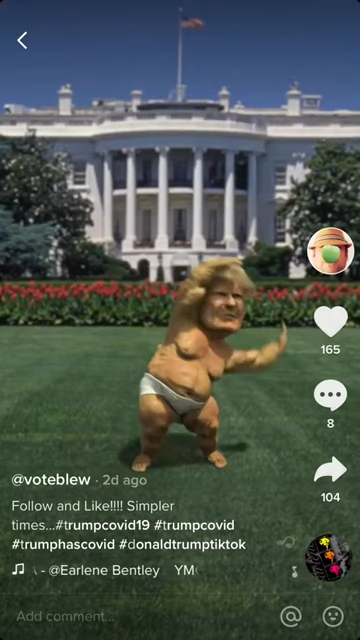 165
8
104
@voteblew · 2d ago
Follow and Like!!!! Simpler
times...#trumpcovid19 #trumpcovid
#trumphascovid #donaldtrumptiktok
- @Earlene Bentley YM
Add comment...